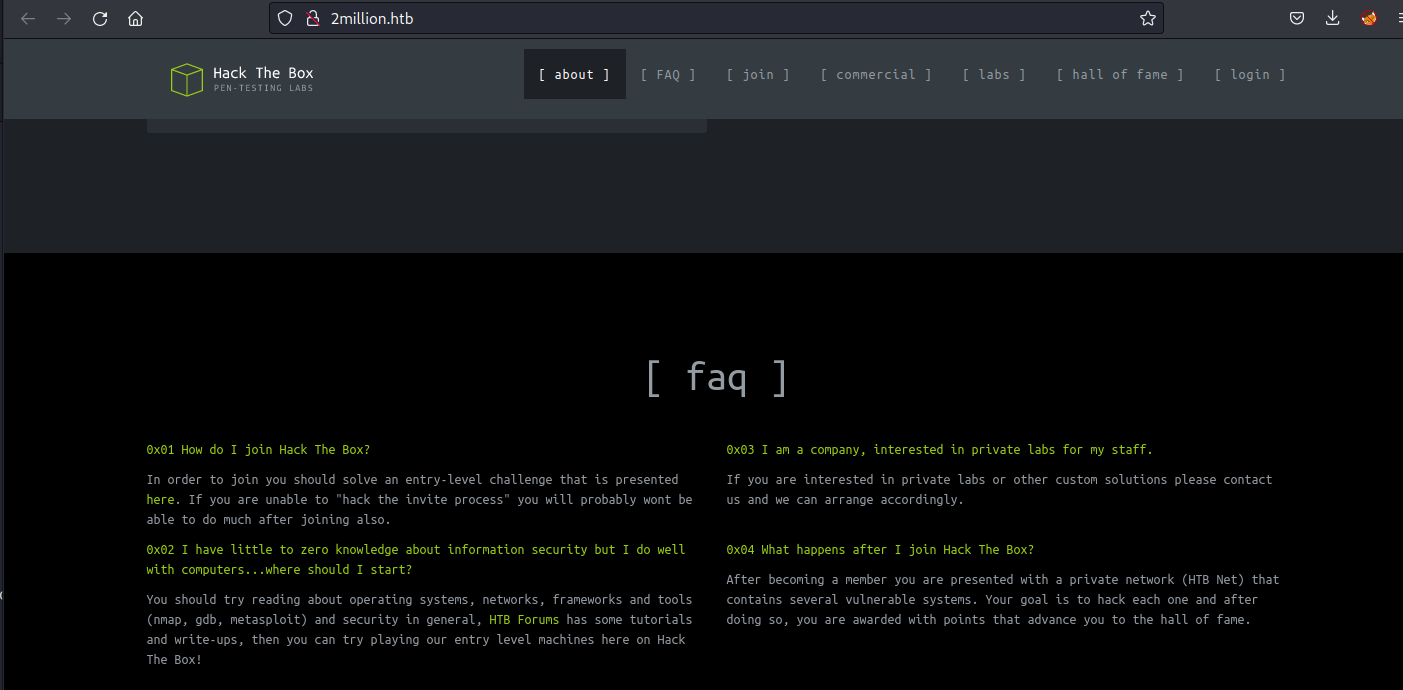 2million.htb
Hack The Box
PEN-TESTING LABS
[ about ]
[ FAQ ]
[ join ]
[ commercial ]
[ labs ]
[ hall of fame ]
[ login ]
[ faq ]
0x01 How do I join Hack The Box?
In order to join you should solve an entry-level challenge that is presented
here. If you are unable to "hack the invite process" you will probably wont be
able to do much after joining also.
0x02 I have little to zero knowledge about information security but I do well
with computers...where should I start?
You should try reading about operating systems, networks, frameworks and tools
(nmap, gdb, metasploit) and security in general, HTB Forums has some tutorials
and write-ups, then you can try playing our entry level machines here on Hack
The Box!
0x03 I am a company, interested in private labs for my staff.
If you are interested in private labs or other custom solutions please contact
us and we can arrange accordingly.
0x04 What happens after I join Hack The Box?
After becoming a member you are presented with a private network (HTB Net) that
contains several vulnerable systems. Your goal is to hack each one and after
doing so, you are awarded with points that advance you to the hall of fame.